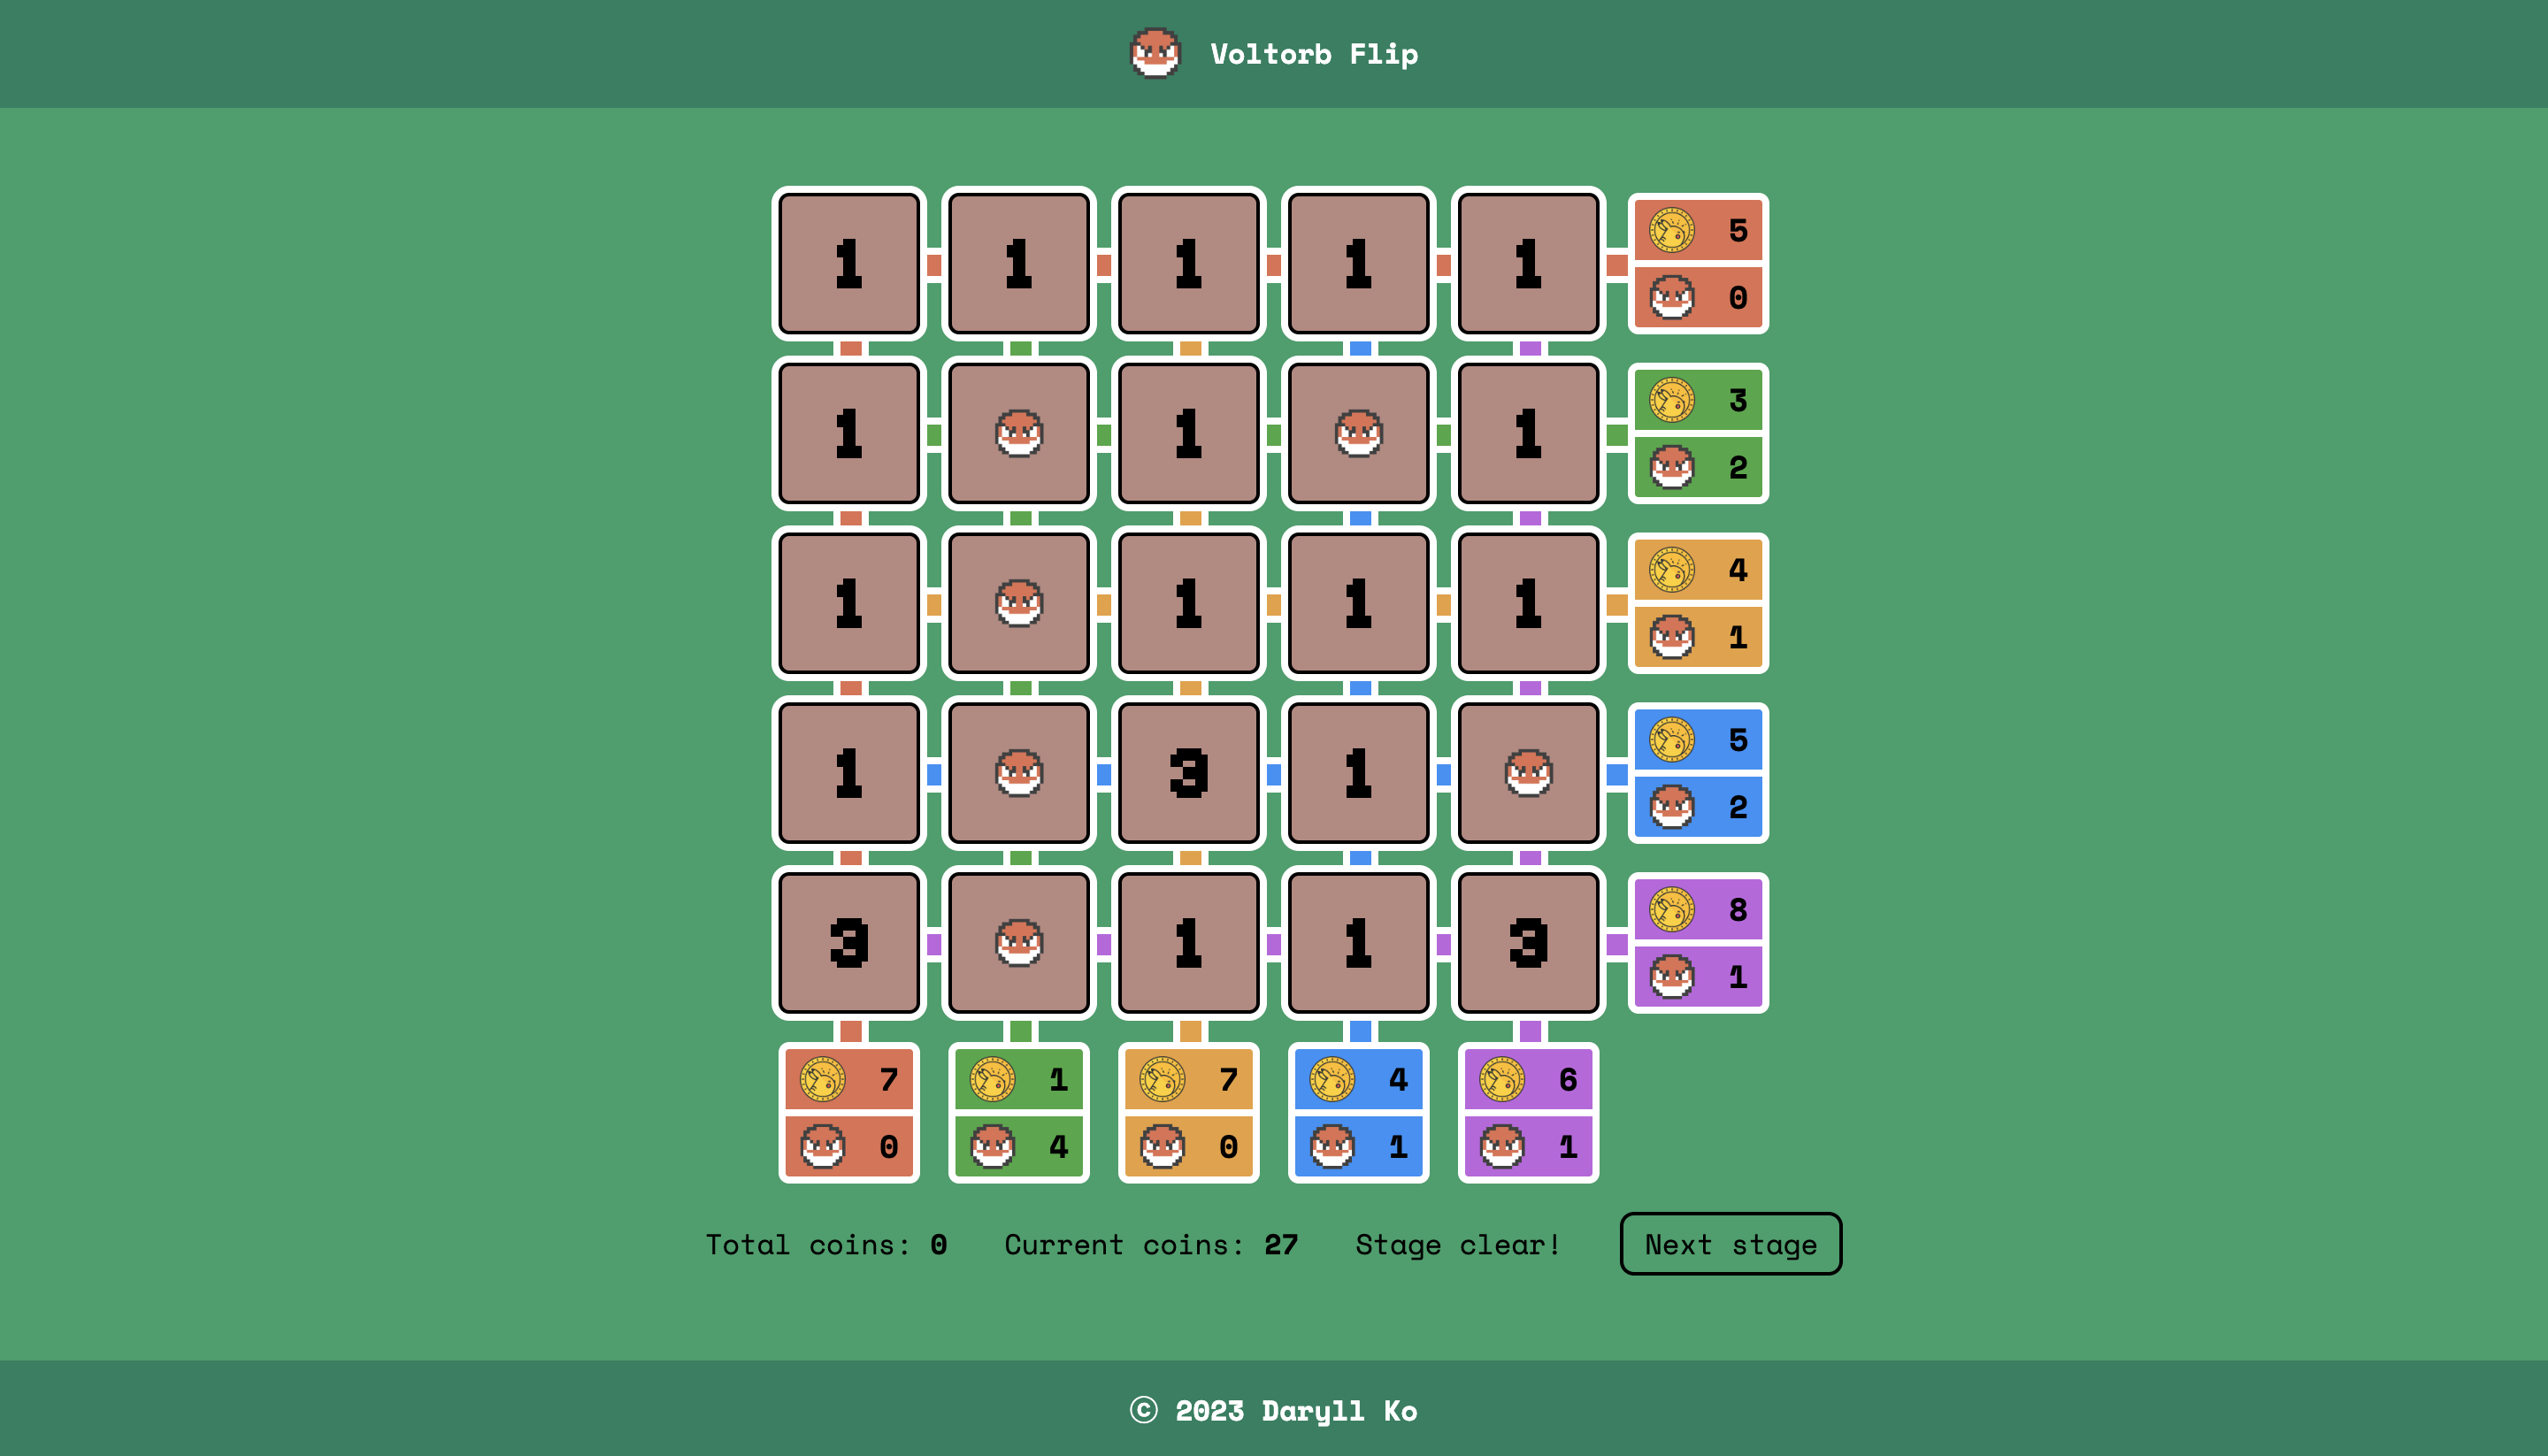 Voltorb Flip
1 1 1 1 1 5
0
1 1 1 3
2
1 1 1 1 4
1
1 3 1 5
2
3 1 1 3 8
1
7 1 7 4 6
0 4 0 1 1
Total coins: 0 Current coins: 27 Stage clear! Next stage
© 2023 Daryll Ko